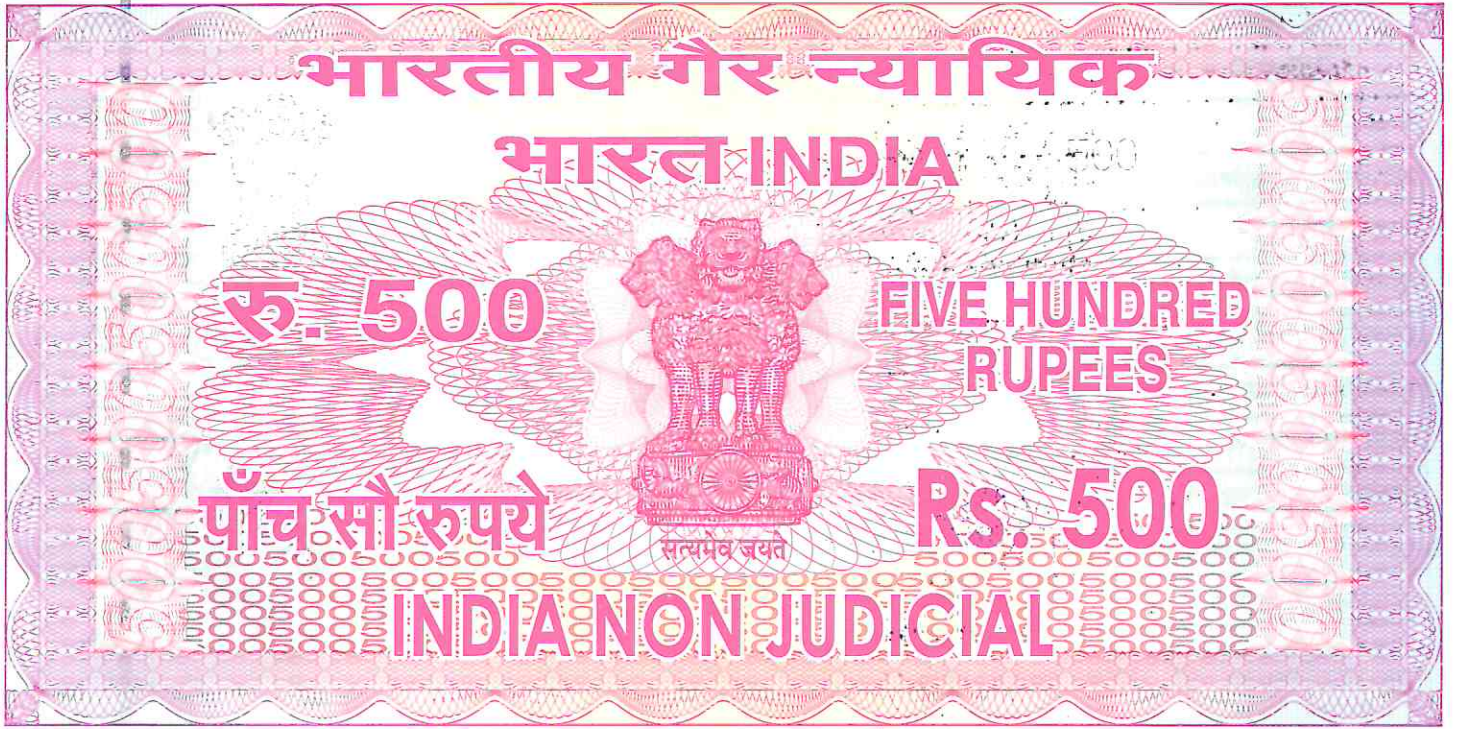 भारतीय गैर न्यायिक
भारत INDIA
रु. 500
FIVE HUNDRED
RUPEES
पाँच सौ रुपये
Rs. 500
सत्यमेव जयते
INDIA NON JUDICIAL